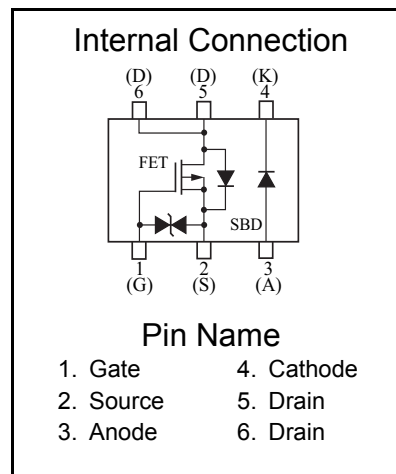 Internal Connection
(D) (D) (K)
6 5 4
FET
SBD
1 2 3
(G) (S) (A)
Pin Name
1. Gate 4. Cathode
2. Source 5. Drain
3. Anode 6. Drain